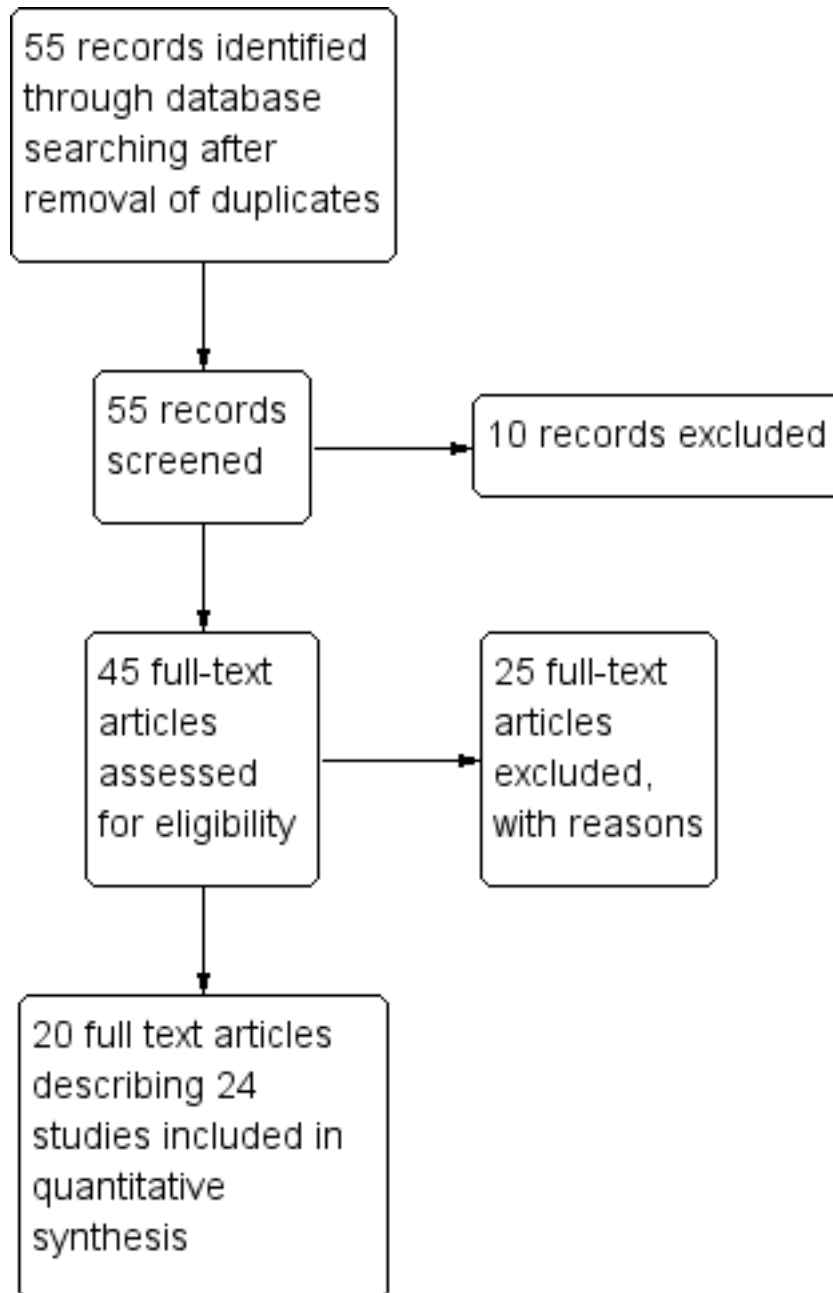 55 records identified
through database
searching after
removal of duplicates
55 records
screened
10 records excluded
45 full-text
articles
assessed
for eligibility
25 full-text
articles
excluded,
with reasons
20 full text articles
describing 24
studies included in
quantitative
synthesis